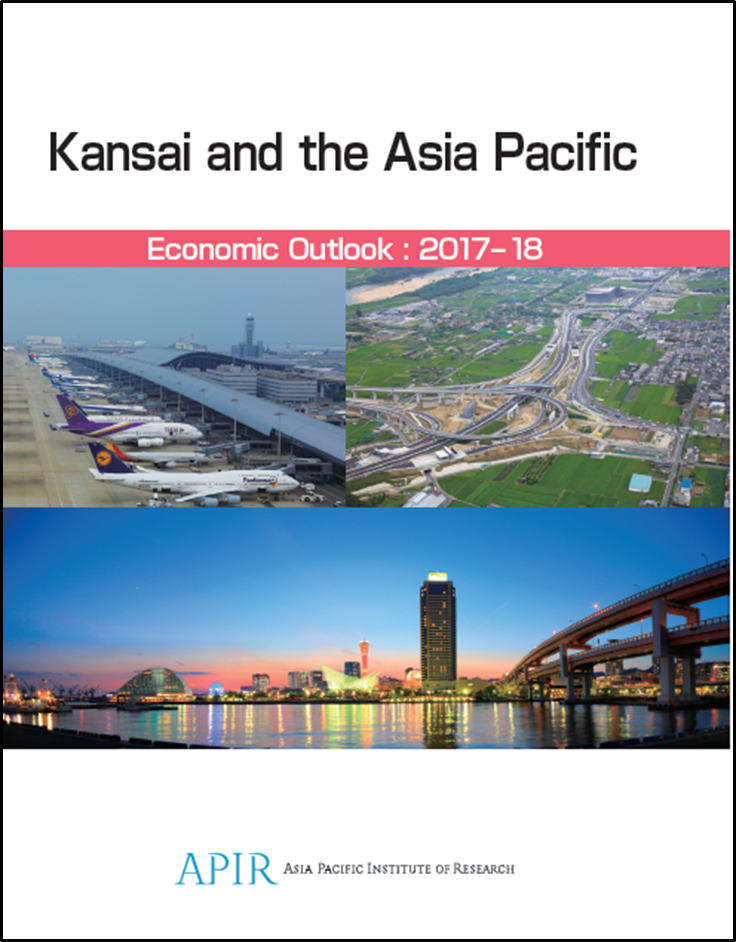 Kansai and the Asia Pacific
Economic Outlook : 2017–18
APIR ASIA PACIFIC INSTITUTE OF RESEARCH